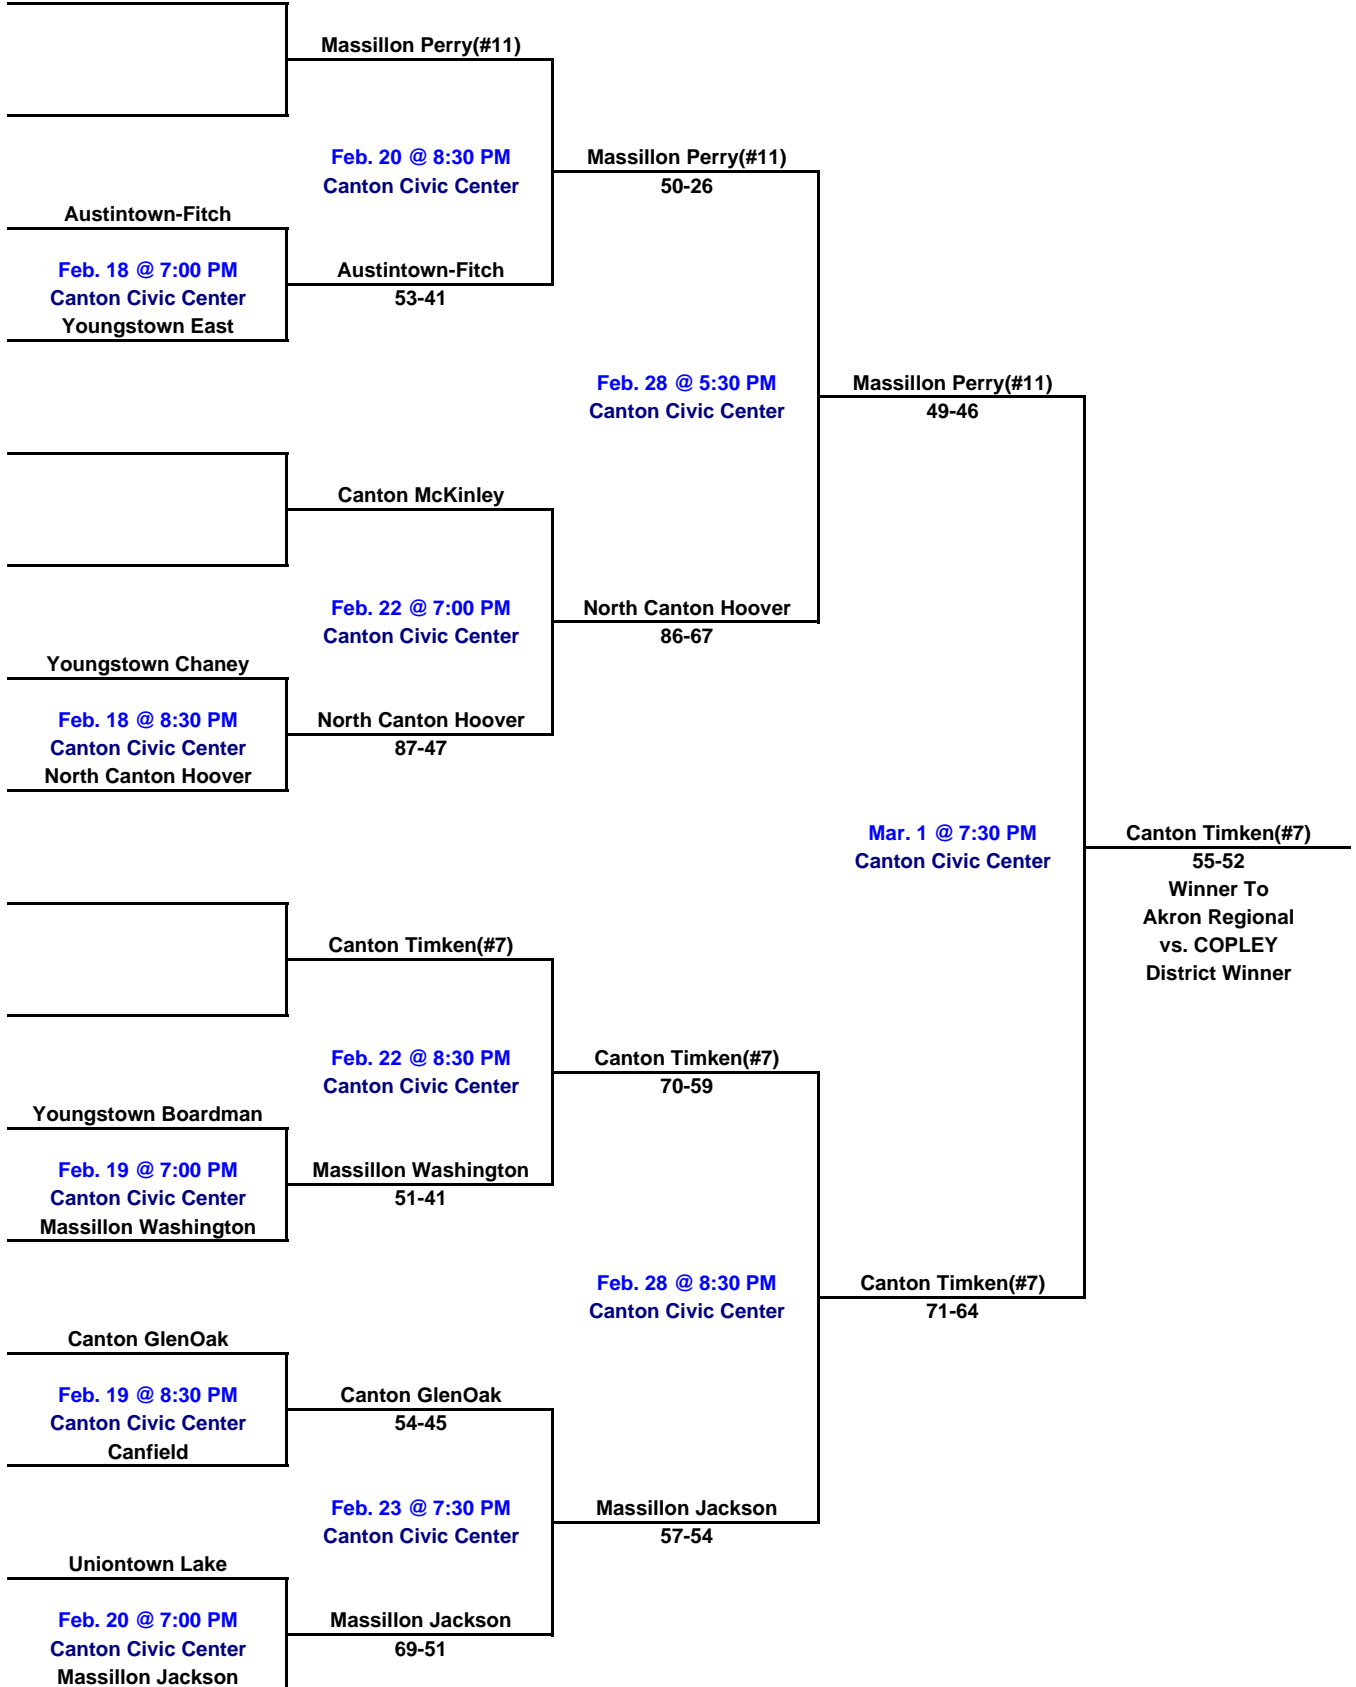 Massillon Perry(#11)
Feb. 20 @ 8:30 PM
Canton Civic Center
Massillon Perry(#11)
50-26
Austintown-Fitch
Feb. 18 @ 7:00 PM
Canton Civic Center
Youngstown East
Austintown-Fitch
53-41
Feb. 28 @ 5:30 PM
Canton Civic Center
Massillon Perry(#11)
49-46
Canton McKinley
Feb. 22 @ 7:00 PM
Canton Civic Center
North Canton Hoover
86-67
Youngstown Chaney
Feb. 18 @ 8:30 PM
Canton Civic Center
North Canton Hoover
North Canton Hoover
87-47
Mar. 1 @ 7:30 PM
Canton Civic Center
Canton Timken(#7)
55-52
Winner To
Akron Regional
vs. COPLEY
District Winner
Canton Timken(#7)
Feb. 22 @ 8:30 PM
Canton Civic Center
Canton Timken(#7)
70-59
Youngstown Boardman
Feb. 19 @ 7:00 PM
Canton Civic Center
Massillon Washington
Massillon Washington
51-41
Feb. 28 @ 8:30 PM
Canton Civic Center
Canton Timken(#7)
71-64
Canton GlenOak
Feb. 19 @ 8:30 PM
Canton Civic Center
Canfield
Canton GlenOak
54-45
Feb. 23 @ 7:30 PM
Canton Civic Center
Massillon Jackson
57-54
Uniontown Lake
Feb. 20 @ 7:00 PM
Canton Civic Center
Massillon Jackson
Massillon Jackson
69-51